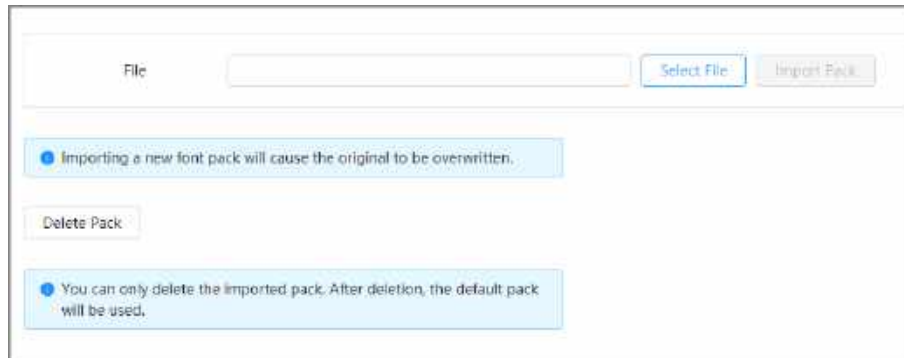 File Select File Import Pack
Importing a new font pack will cause the original to be overwritten.
Delete Pack
You can only delete the imported pack. After deletion, the default pack
will be used.